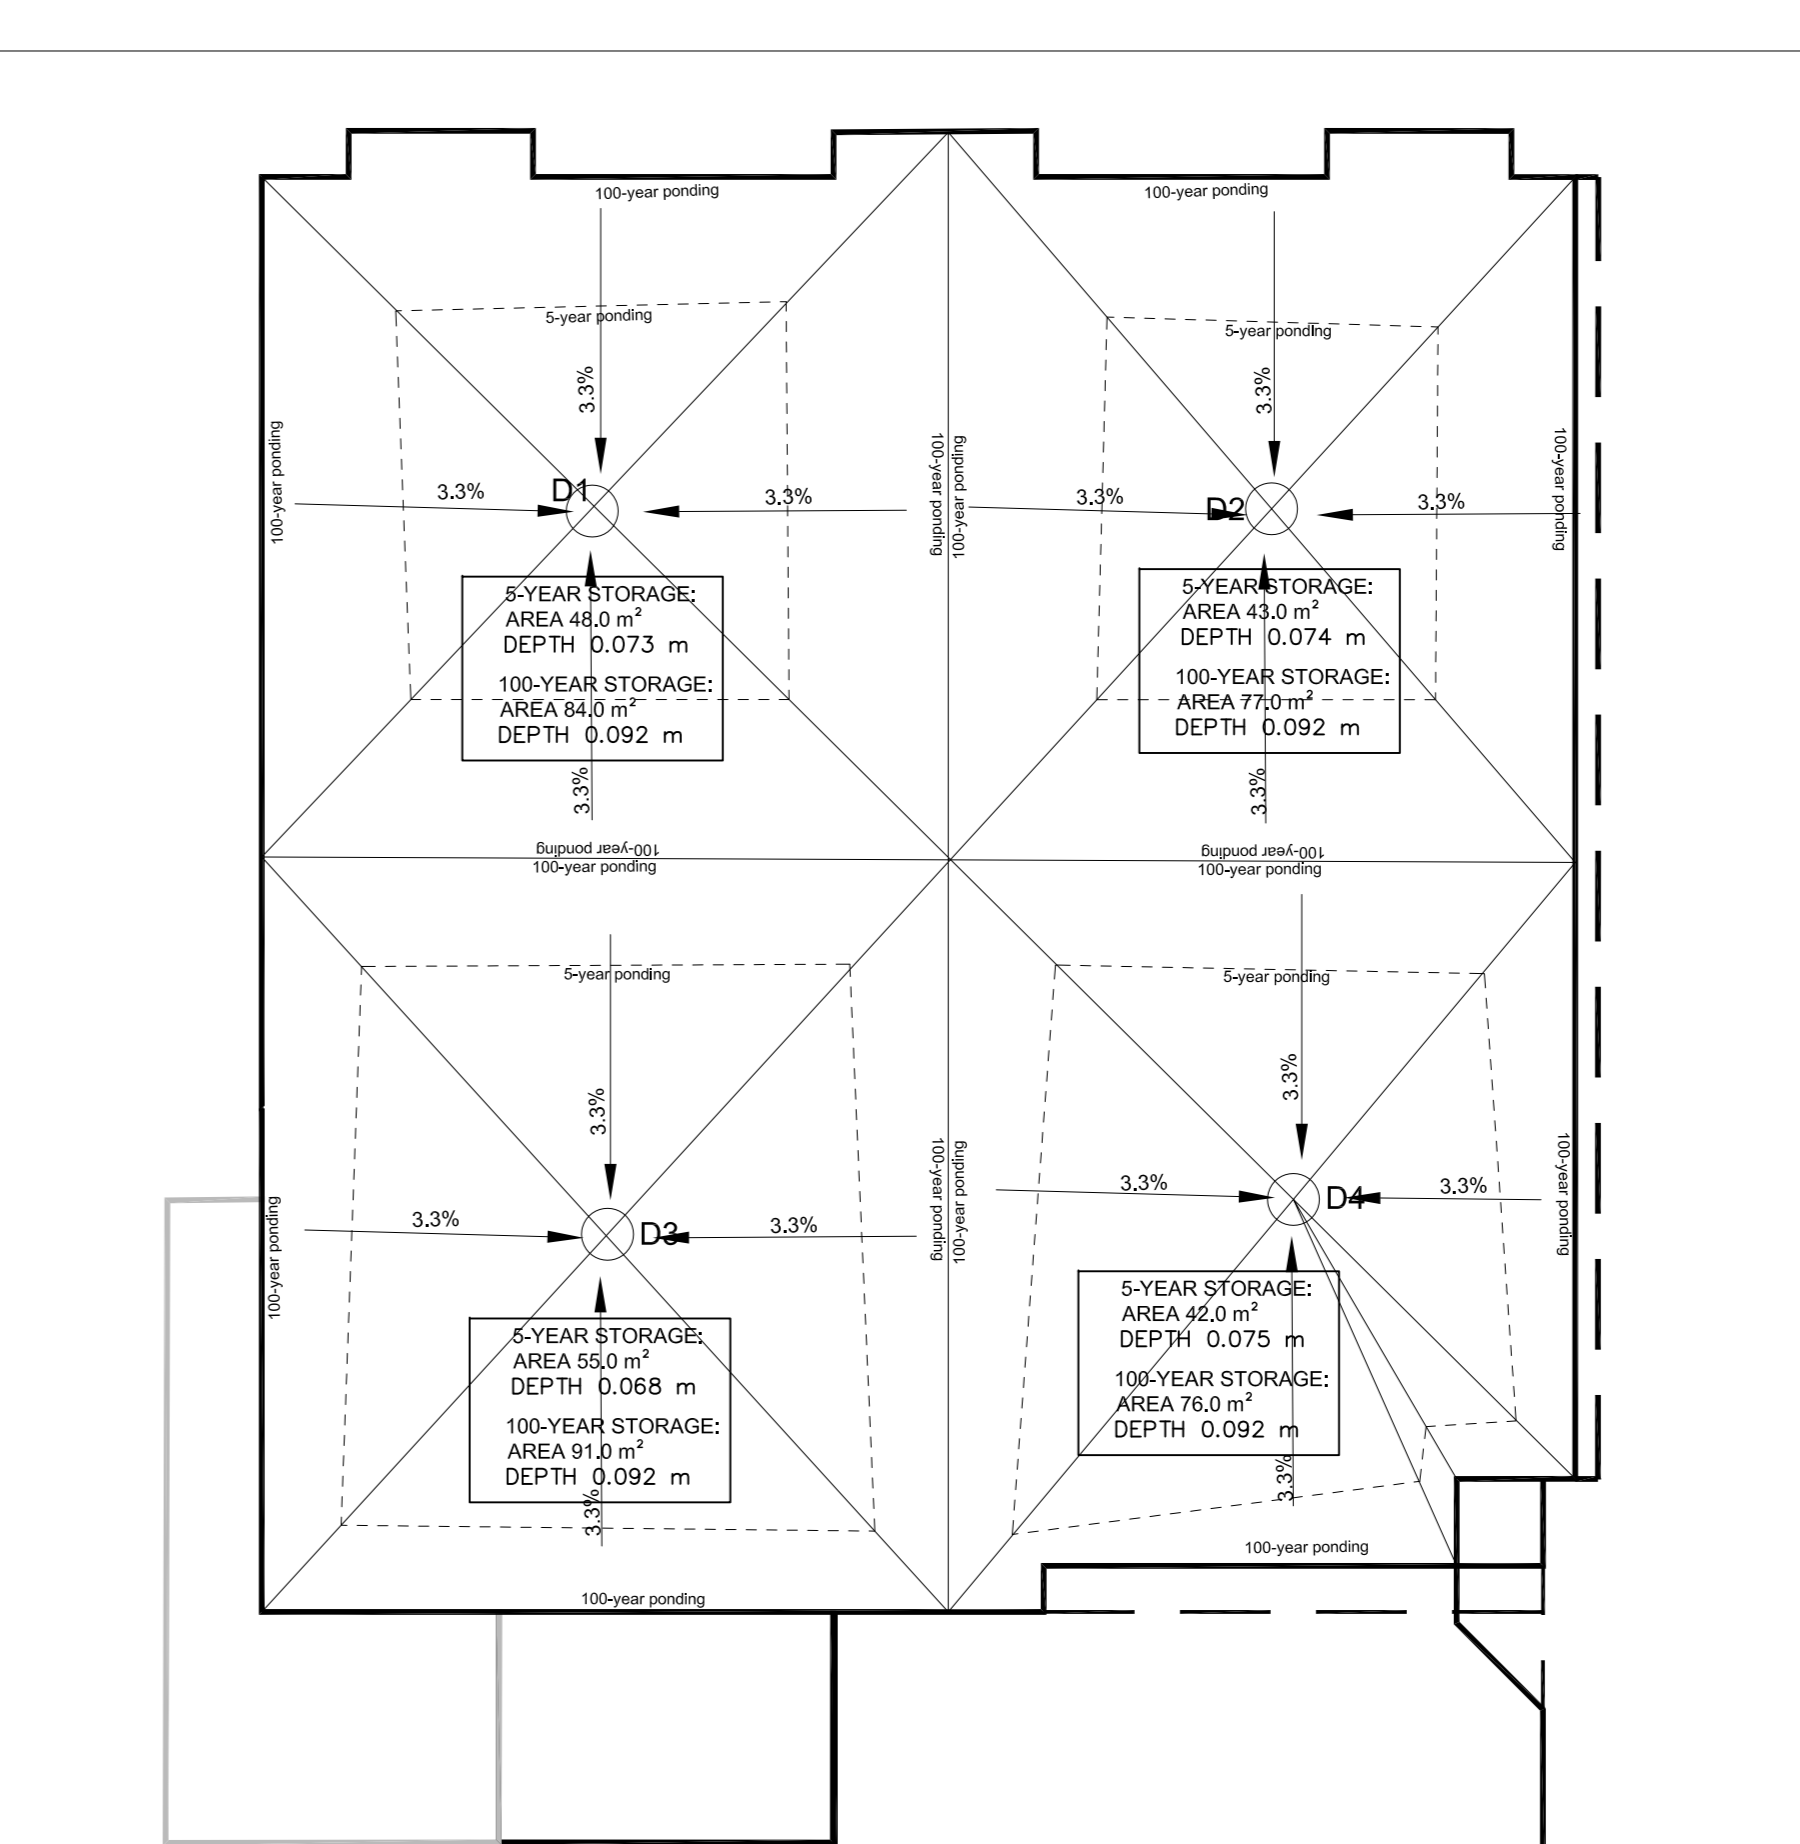 100-year ponding
100-year ponding
5-year ponding
5-year ponding
3.3%
3.3%
100-year ponding
100-year ponding
100-year ponding
100-year ponding
3.3%
D1
3.3%
3.3%
D2
3.3%
5-YEAR STORAGE:
AREA 48.0 m²
DEPTH 0.073 m
100-YEAR STORAGE:
AREA 84.0 m²
DEPTH 0.092 m
5-YEAR STORAGE:
AREA 43.0 m²
DEPTH 0.074 m
100-YEAR STORAGE:
AREA 77.0 m²
DEPTH 0.092 m
3.3%
3.3%
100-year ponding
100-year ponding
100-year ponding
100-year ponding
5-year ponding
5-year ponding
3.3%
3.3%
100-year ponding
100-year ponding
100-year ponding
100-year ponding
3.3%
D3
3.3%
3.3%
D4
3.3%
5-YEAR STORAGE:
AREA 55.0 m²
DEPTH 0.068 m
100-YEAR STORAGE:
AREA 91.0 m²
DEPTH 0.092 m
5-YEAR STORAGE:
AREA 42.0 m²
DEPTH 0.075 m
100-YEAR STORAGE:
AREA 76.0 m²
DEPTH 0.092 m
3.3%
3.3%
100-year ponding
100-year ponding